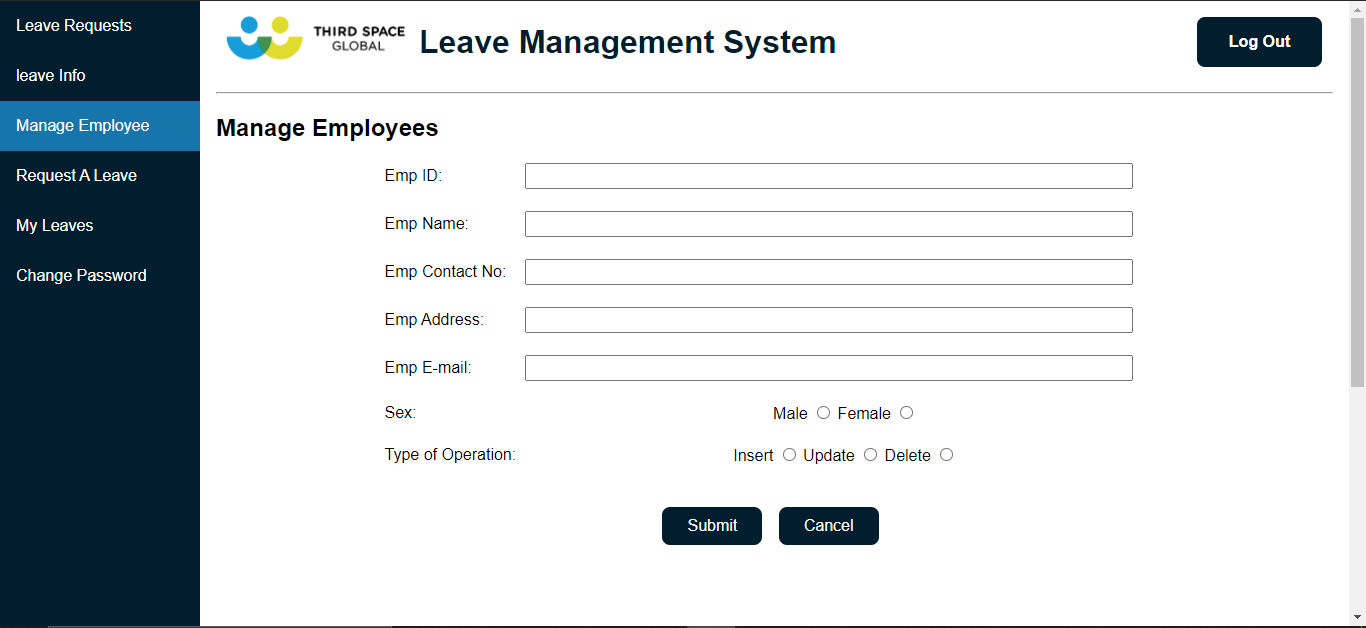 Leave Requests
leave Info
Manage Employee
Request A Leave
My Leaves
Change Password
THIRD SPACE
GLOBAL
Leave Management System
Log Out
Manage Employees
Emp ID:
Emp Name:
Emp Contact No:
Emp Address:
Emp E-mail:
Sex: Male Female
Type of Operation: Insert Update Delete
Submit Cancel